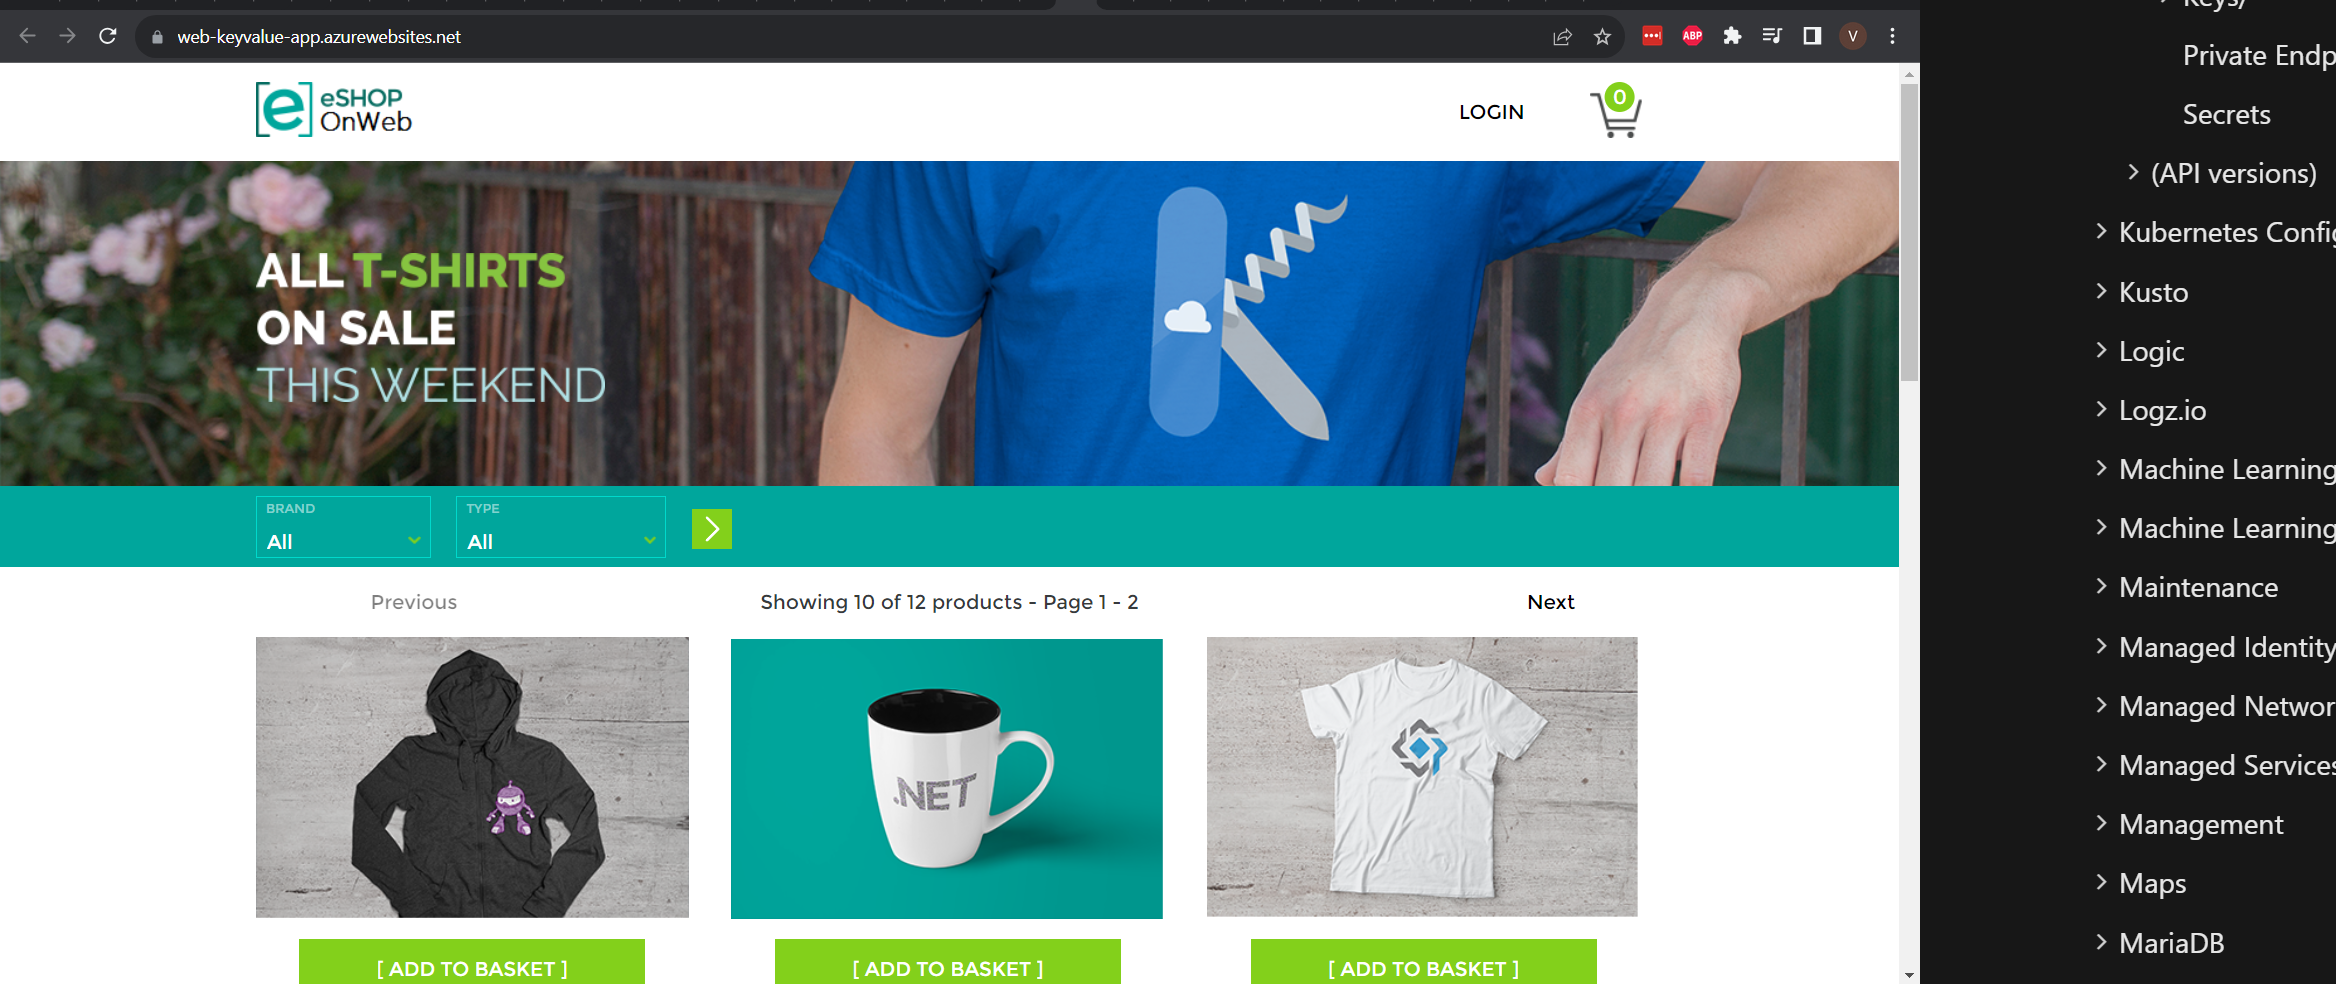 web-keyvalue-app.azurewebsites.net
ABP
V
e
eSHOP
OnWeb
LOGIN
0
ALL T-SHIRTS
ON SALE
THIS WEEKEND
BRAND
All
TYPE
All
Previous
Showing 10 of 12 products - Page 1 - 2
Next
.NET
[ ADD TO BASKET ]
[ ADD TO BASKET ]
[ ADD TO BASKET ]
Keys/
Private Endp
Secrets
(API versions)
Kubernetes Config
Kusto
Logic
Logz.io
Machine Learning
Machine Learning
Maintenance
Managed Identity
Managed Networ
Managed Services
Management
Maps
MariaDB